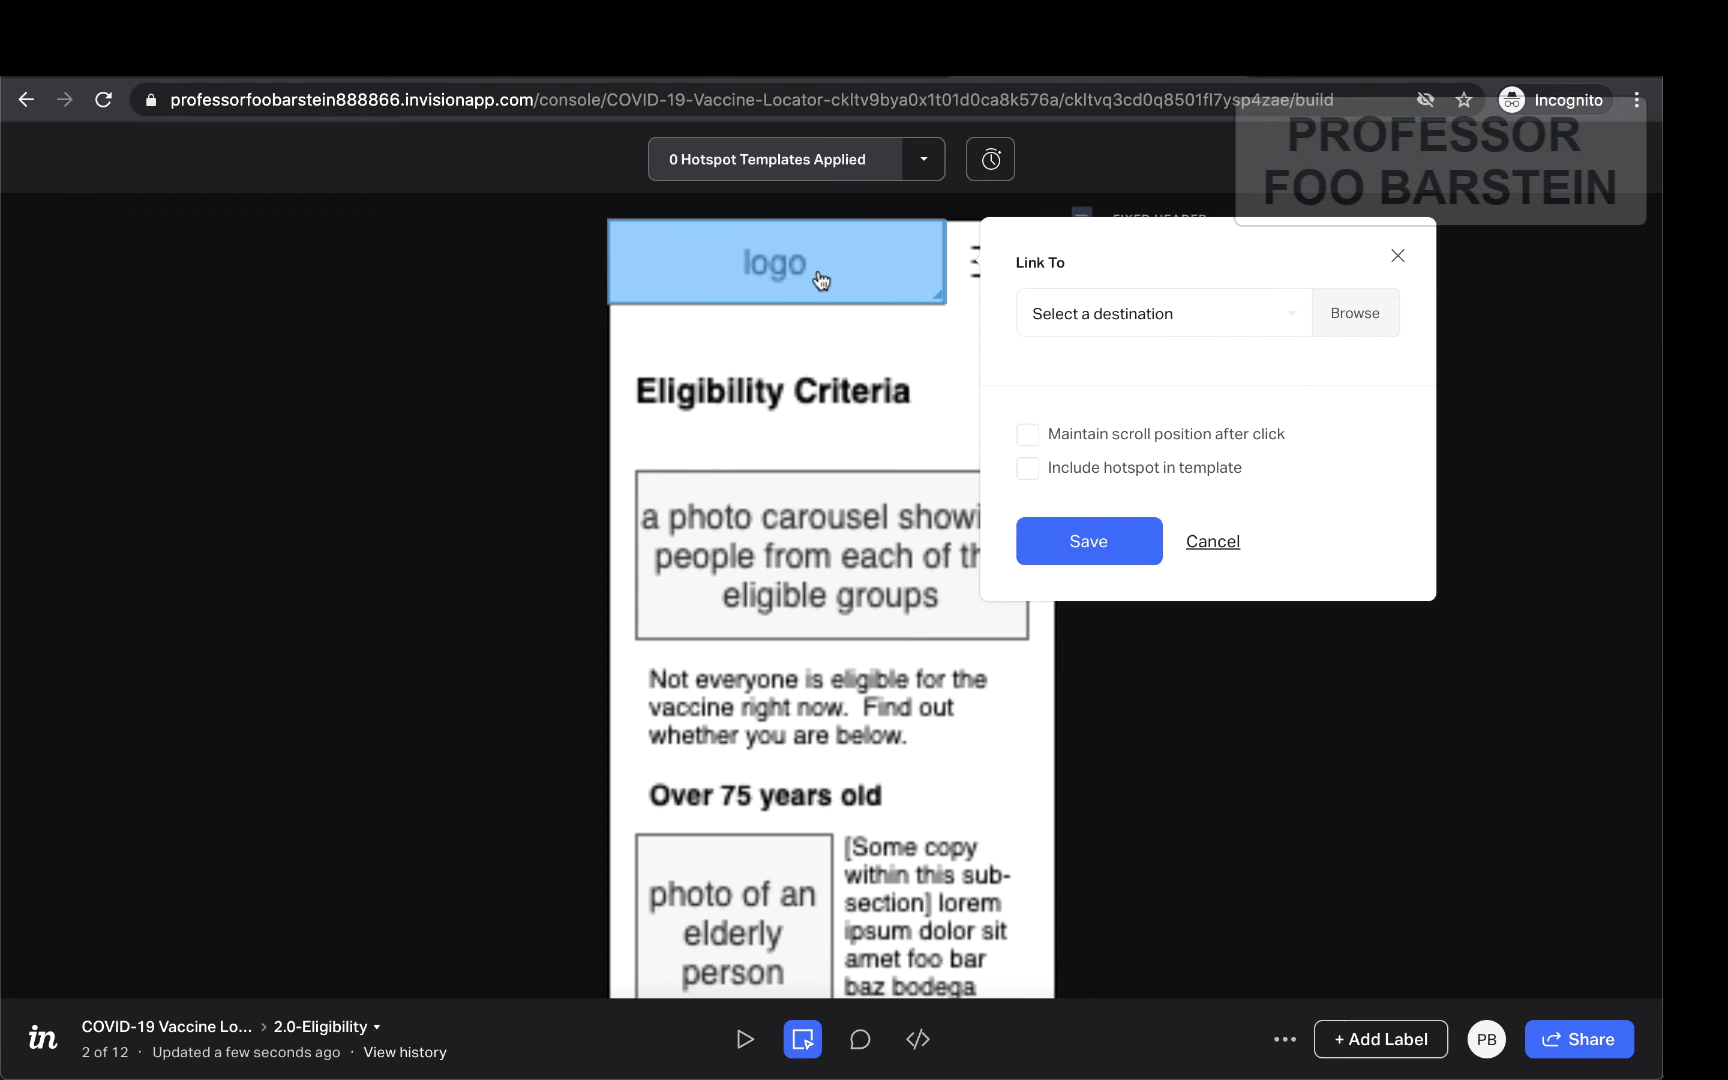 professorfoobarstein888866.invisionapp.com/console/COVID-19-Vaccine-Locator-ckltv9bya0x1t01d0ca8k576a/ckltvq3cd0q8501fl7ysp4zae/build
Incognito
PROFESSOR
FOO BARSTEIN
0 Hotspot Templates Applied
FIXED HEADER
logo
Link To
Select a destination
Browse
Maintain scroll position after click
Include hotspot in template
Save
Cancel
Eligibility Criteria
a photo carousel showi
people from each of th
eligible groups
Not everyone is eligible for the
vaccine right now. Find out
whether you are below.
Over 75 years old
photo of an
elderly
person
[Some copy
within this sub-
section] lorem
ipsum dolor sit
amet foo bar
baz bodega
in
COVID-19 Vaccine Lo... > 2.0-Eligibility
2 of 12 · Updated a few seconds ago · View history
+ Add Label
PB
Share